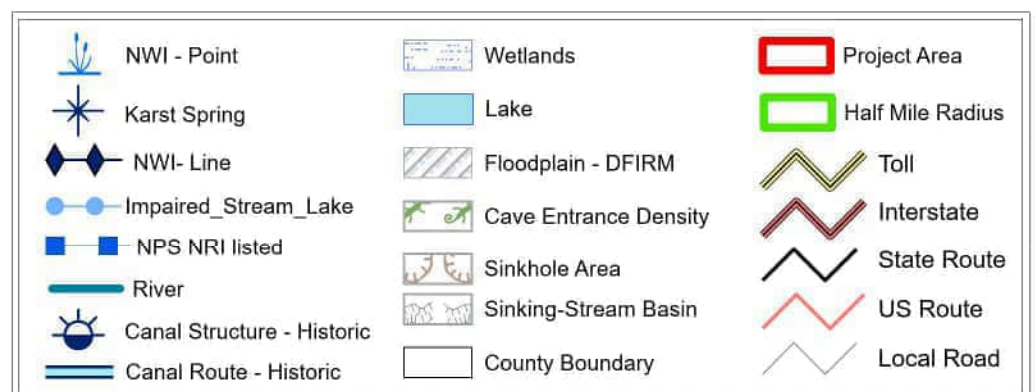 NWI - Point
Karst Spring
NWI- Line
Impaired_Stream_Lake
NPS NRI listed
River
Canal Structure - Historic
Canal Route - Historic
Wetlands
Lake
Floodplain - DFIRM
Cave Entrance Density
Sinkhole Area
Sinking-Stream Basin
County Boundary
Project Area
Half Mile Radius
Toll
Interstate
State Route
US Route
Local Road